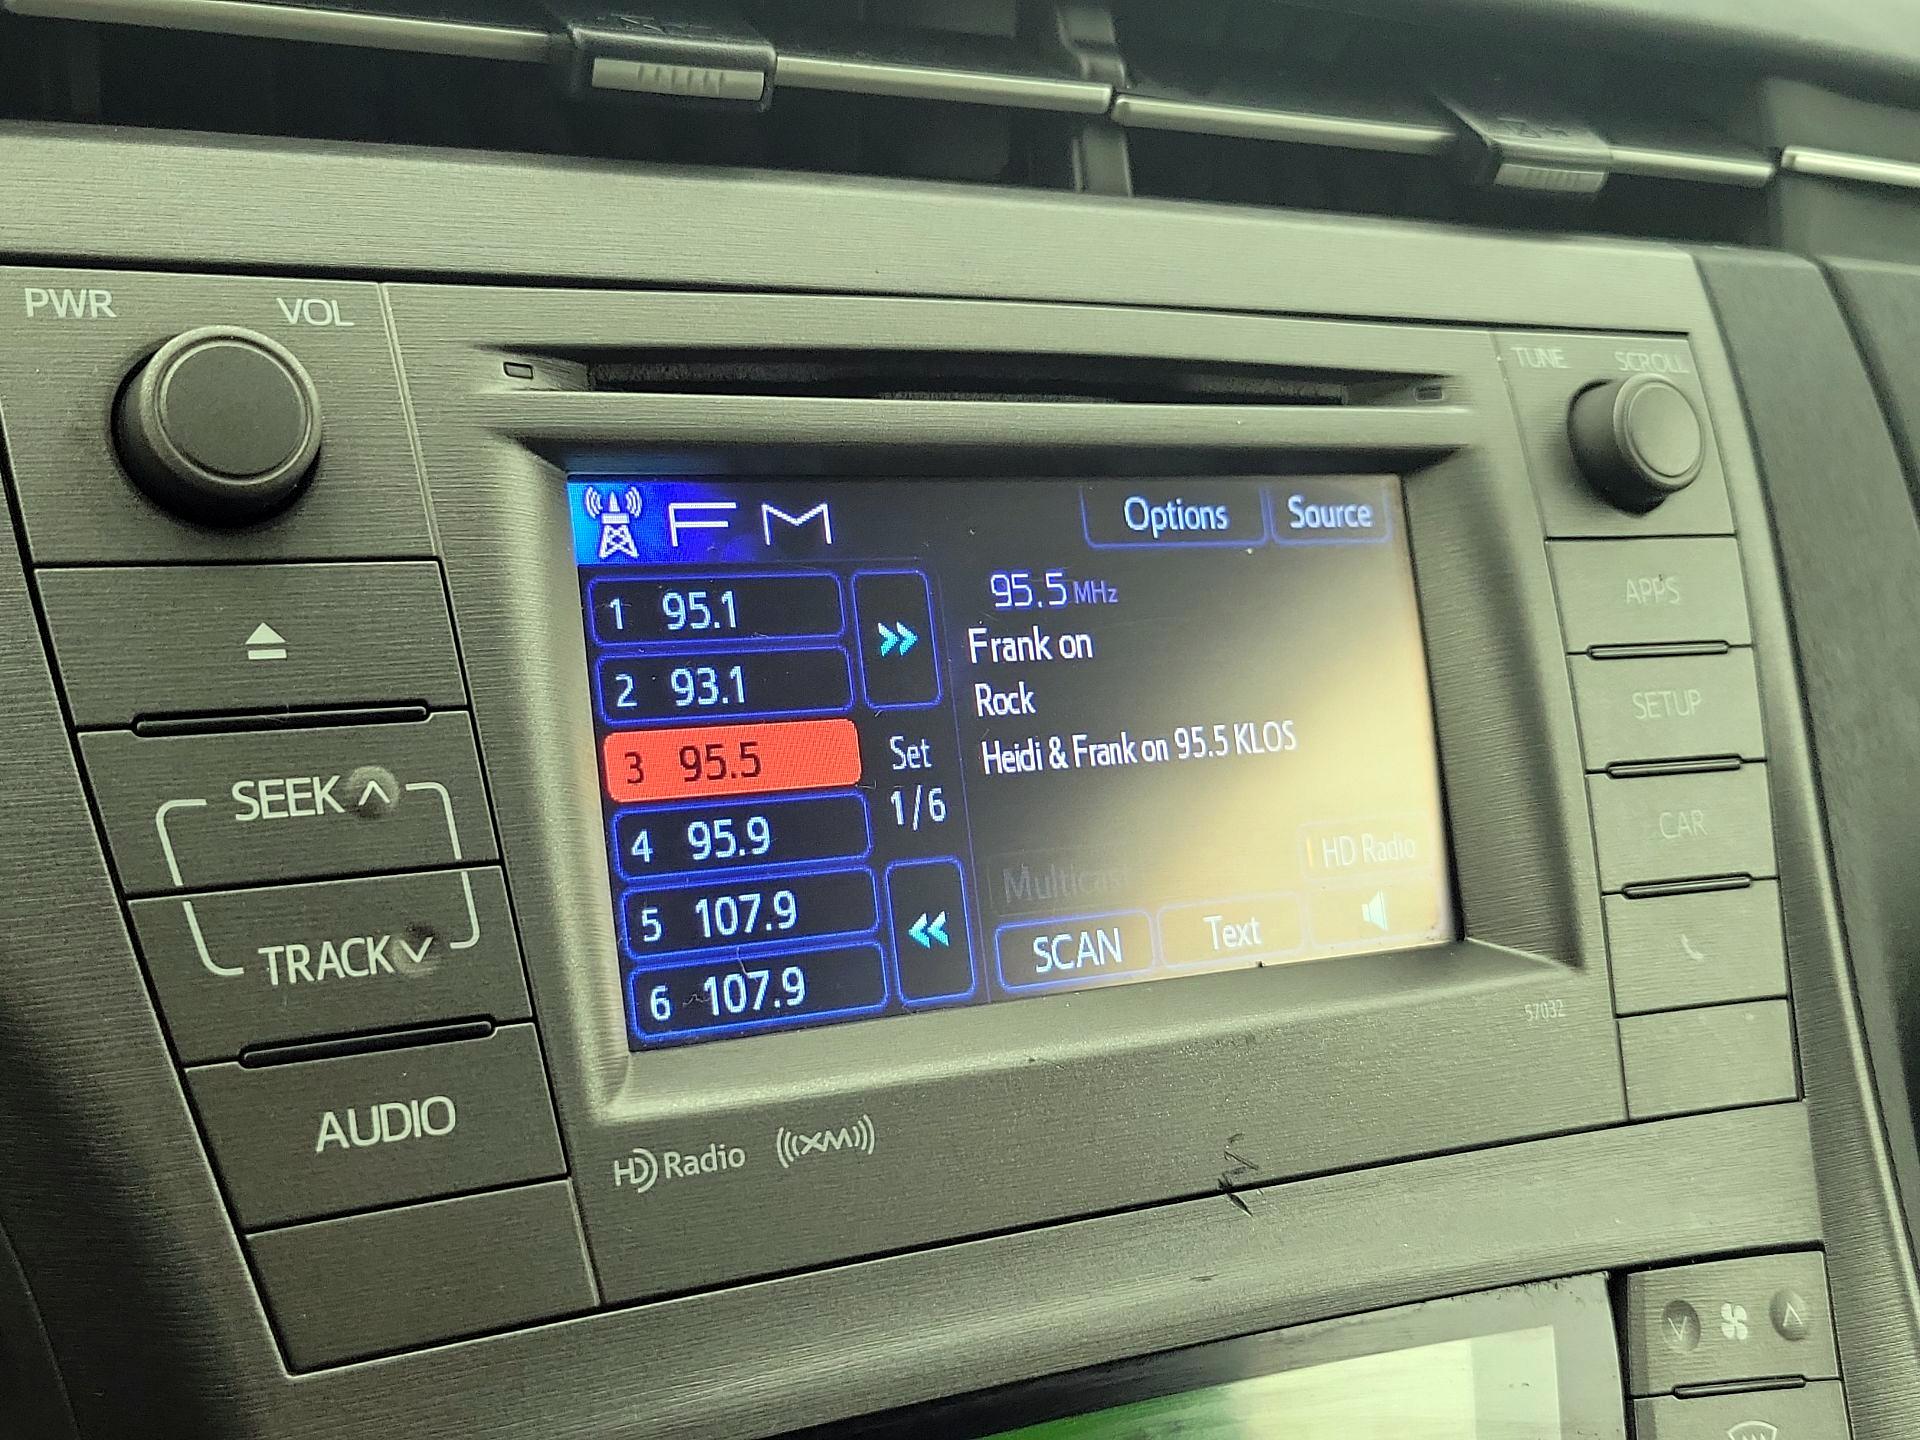 PWR VOL
TUNE SCROLL
FM
Options
Source
1 95.1
2 93.1
3 95.5
4 95.9
5 107.9
6 107.9
Set
1/6
95.5 MHz
Frank on
Rock
Heidi & Frank on 95.5 KLOS
HD Radio
Multicast
SCAN
Text
SEEK
TRACK
AUDIO
APPS
SETUP
CAR
57032
HD Radio
XM